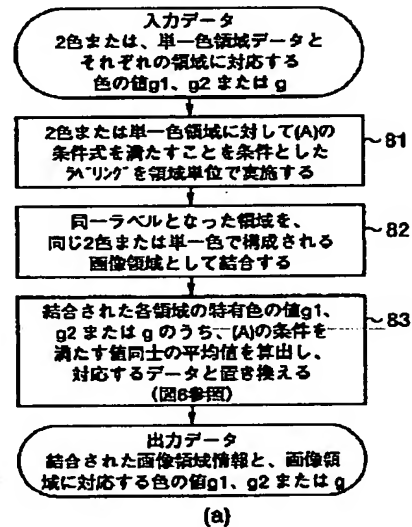 入力データ
2色または、単一色領域データと
それぞれの領域に対応する
色の値g1、g2 または g
2色または単一色領域に対して(A)の
条件式を満たすことを条件とした
ﾗﾍﾞﾘﾝｸﾞを領域単位で実施する
81
同一ラベルとなった領域を、
同じ2色または単一色で構成される
画像領域として結合する
82
結合された各領域の特有色の値g1、
g2 または g のうち、(A)の条件を
満たす値同士の平均値を算出し、
対応するデータと置き換える
(図6参照)
83
出力データ
結合された画像領域情報と、画像領
域に対応する色の値g1、g2 または g
(a)